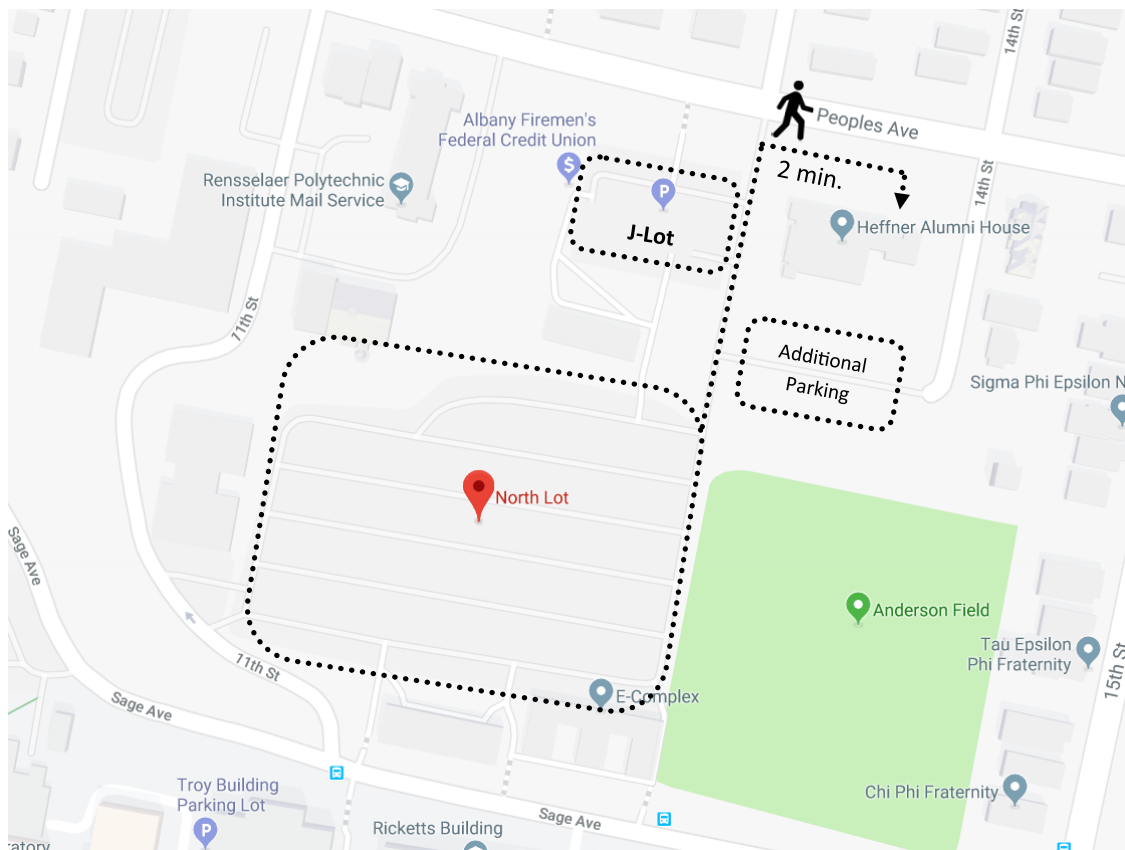 14th St
Peoples Ave
Albany Firemen's
Federal Credit Union
$
P
Rensselaer Polytechnic
Institute Mail Service
2 min.
14th St
J-Lot
Heffner Alumni House
11th St
Additional
Parking
Sigma Phi Epsilon N
North Lot
Sage Ave
Anderson Field
Tau Epsilon
Phi Fraternity
15th St
11th St
E-Complex
Sage Ave
Troy Building
Parking Lot
P
Chi Phi Fraternity
Sage Ave
Ricketts Building
oratory